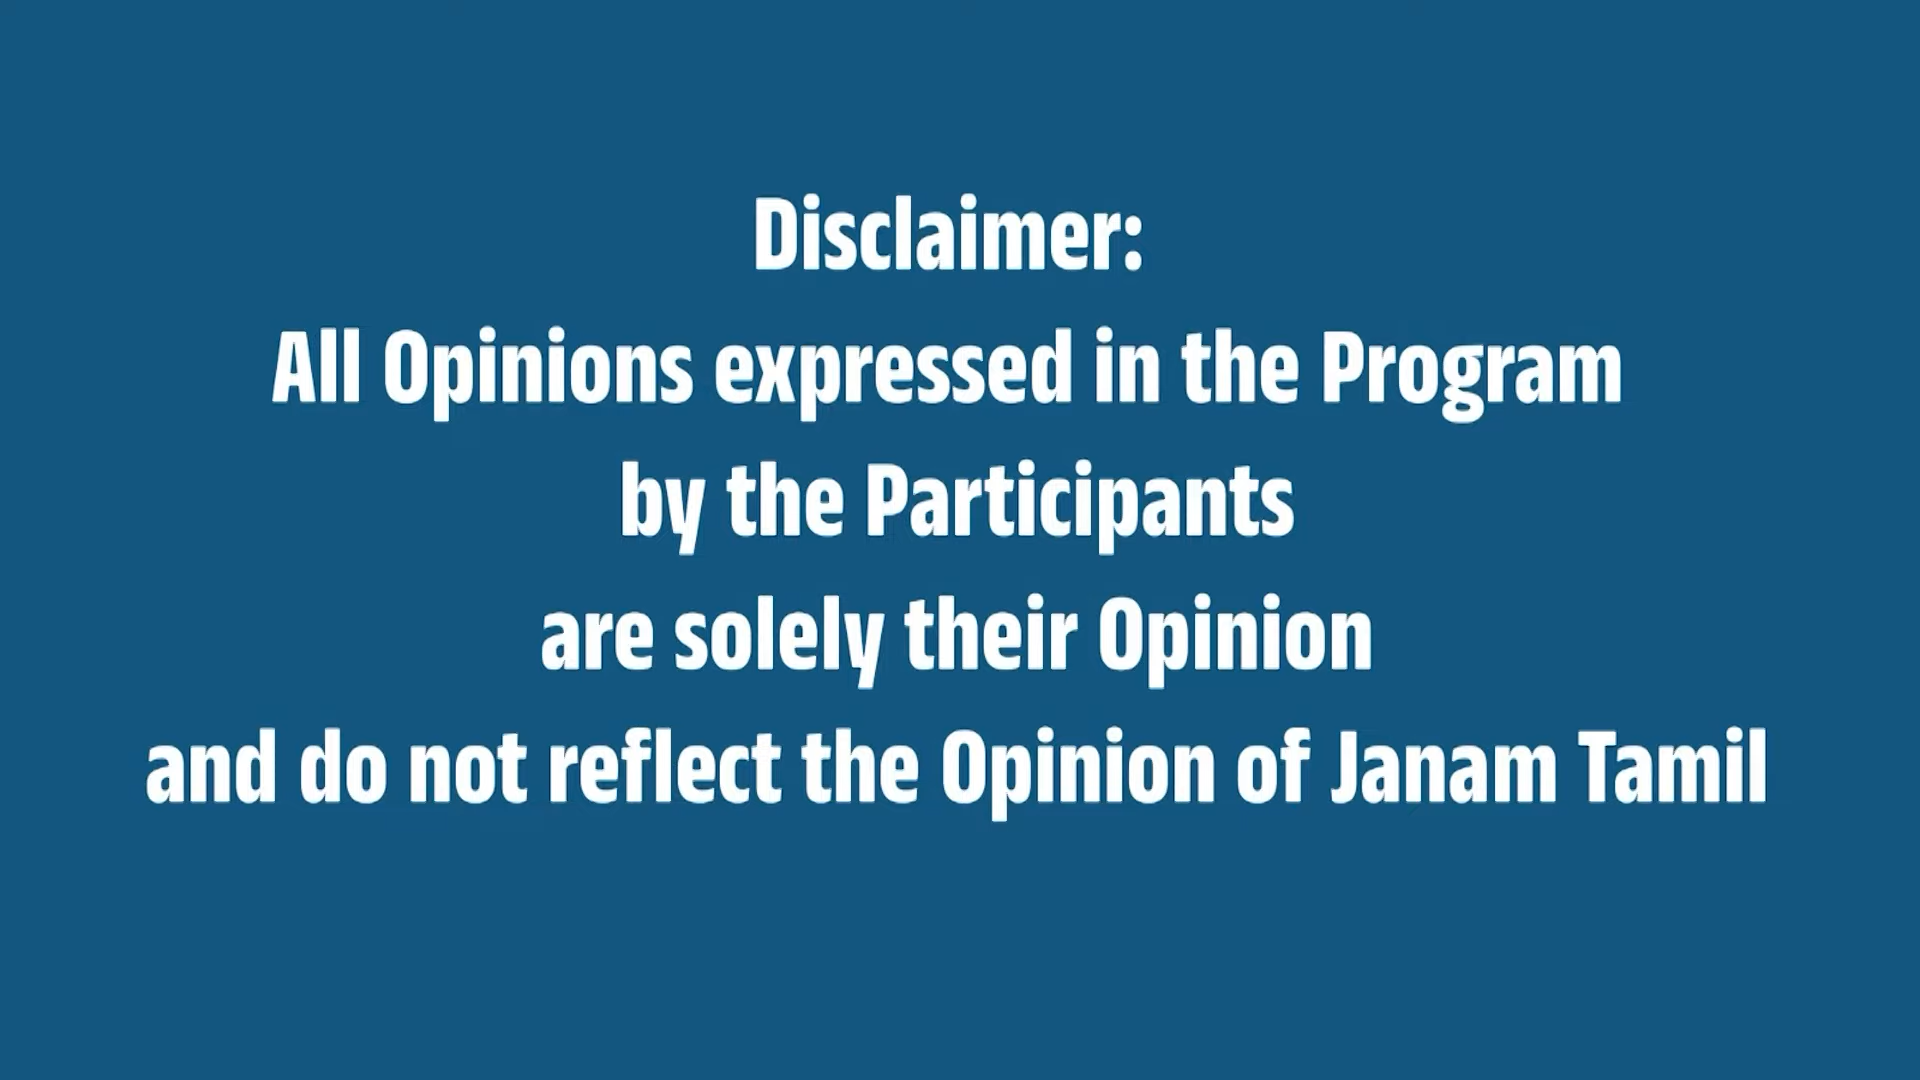 Disclaimer:
All Opinions expressed in the Program
by the Participants
are solely their Opinion
and do not reflect the Opinion of Janam Tamil